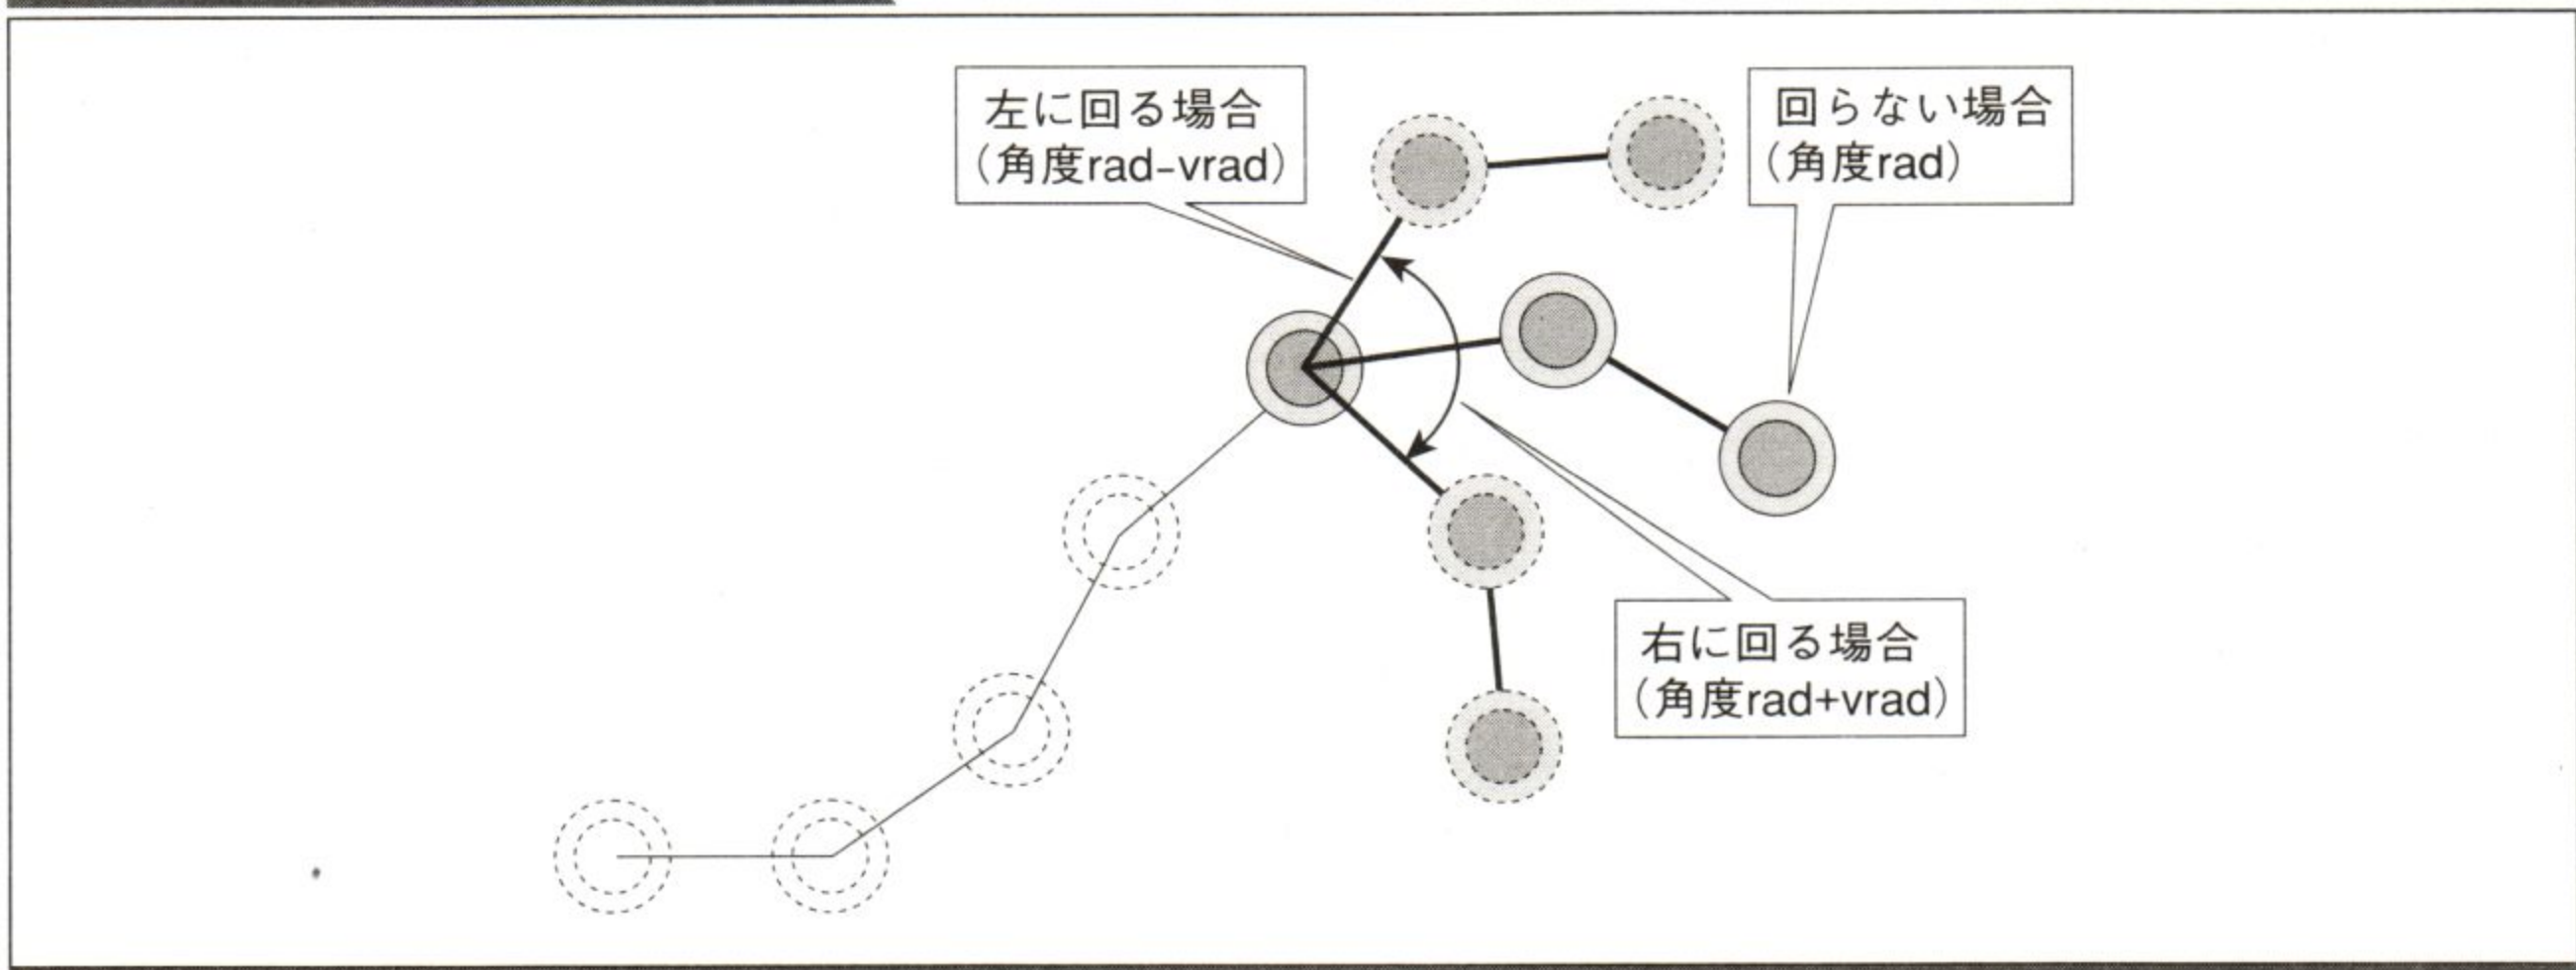 左に回る場合
（角度rad−vrad）
回らない場合
（角度rad）
右に回る場合
（角度rad+vrad）